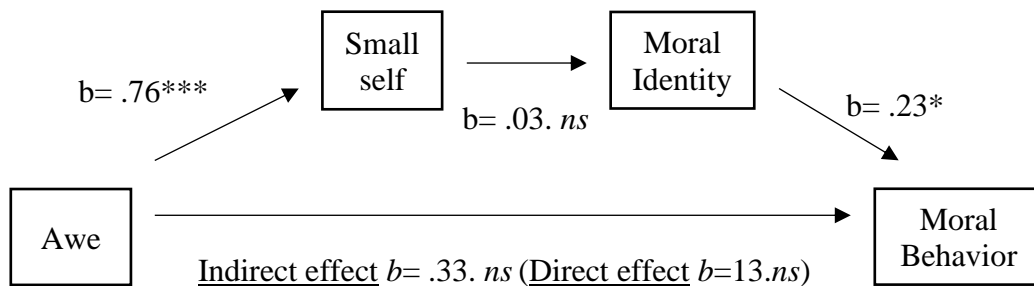 Small
self
Moral
Identity
b= .76***
b= .03. ns
b= .23*
Awe
Moral
Behavior
Indirect effect b= .33. ns (Direct effect b=13.ns)